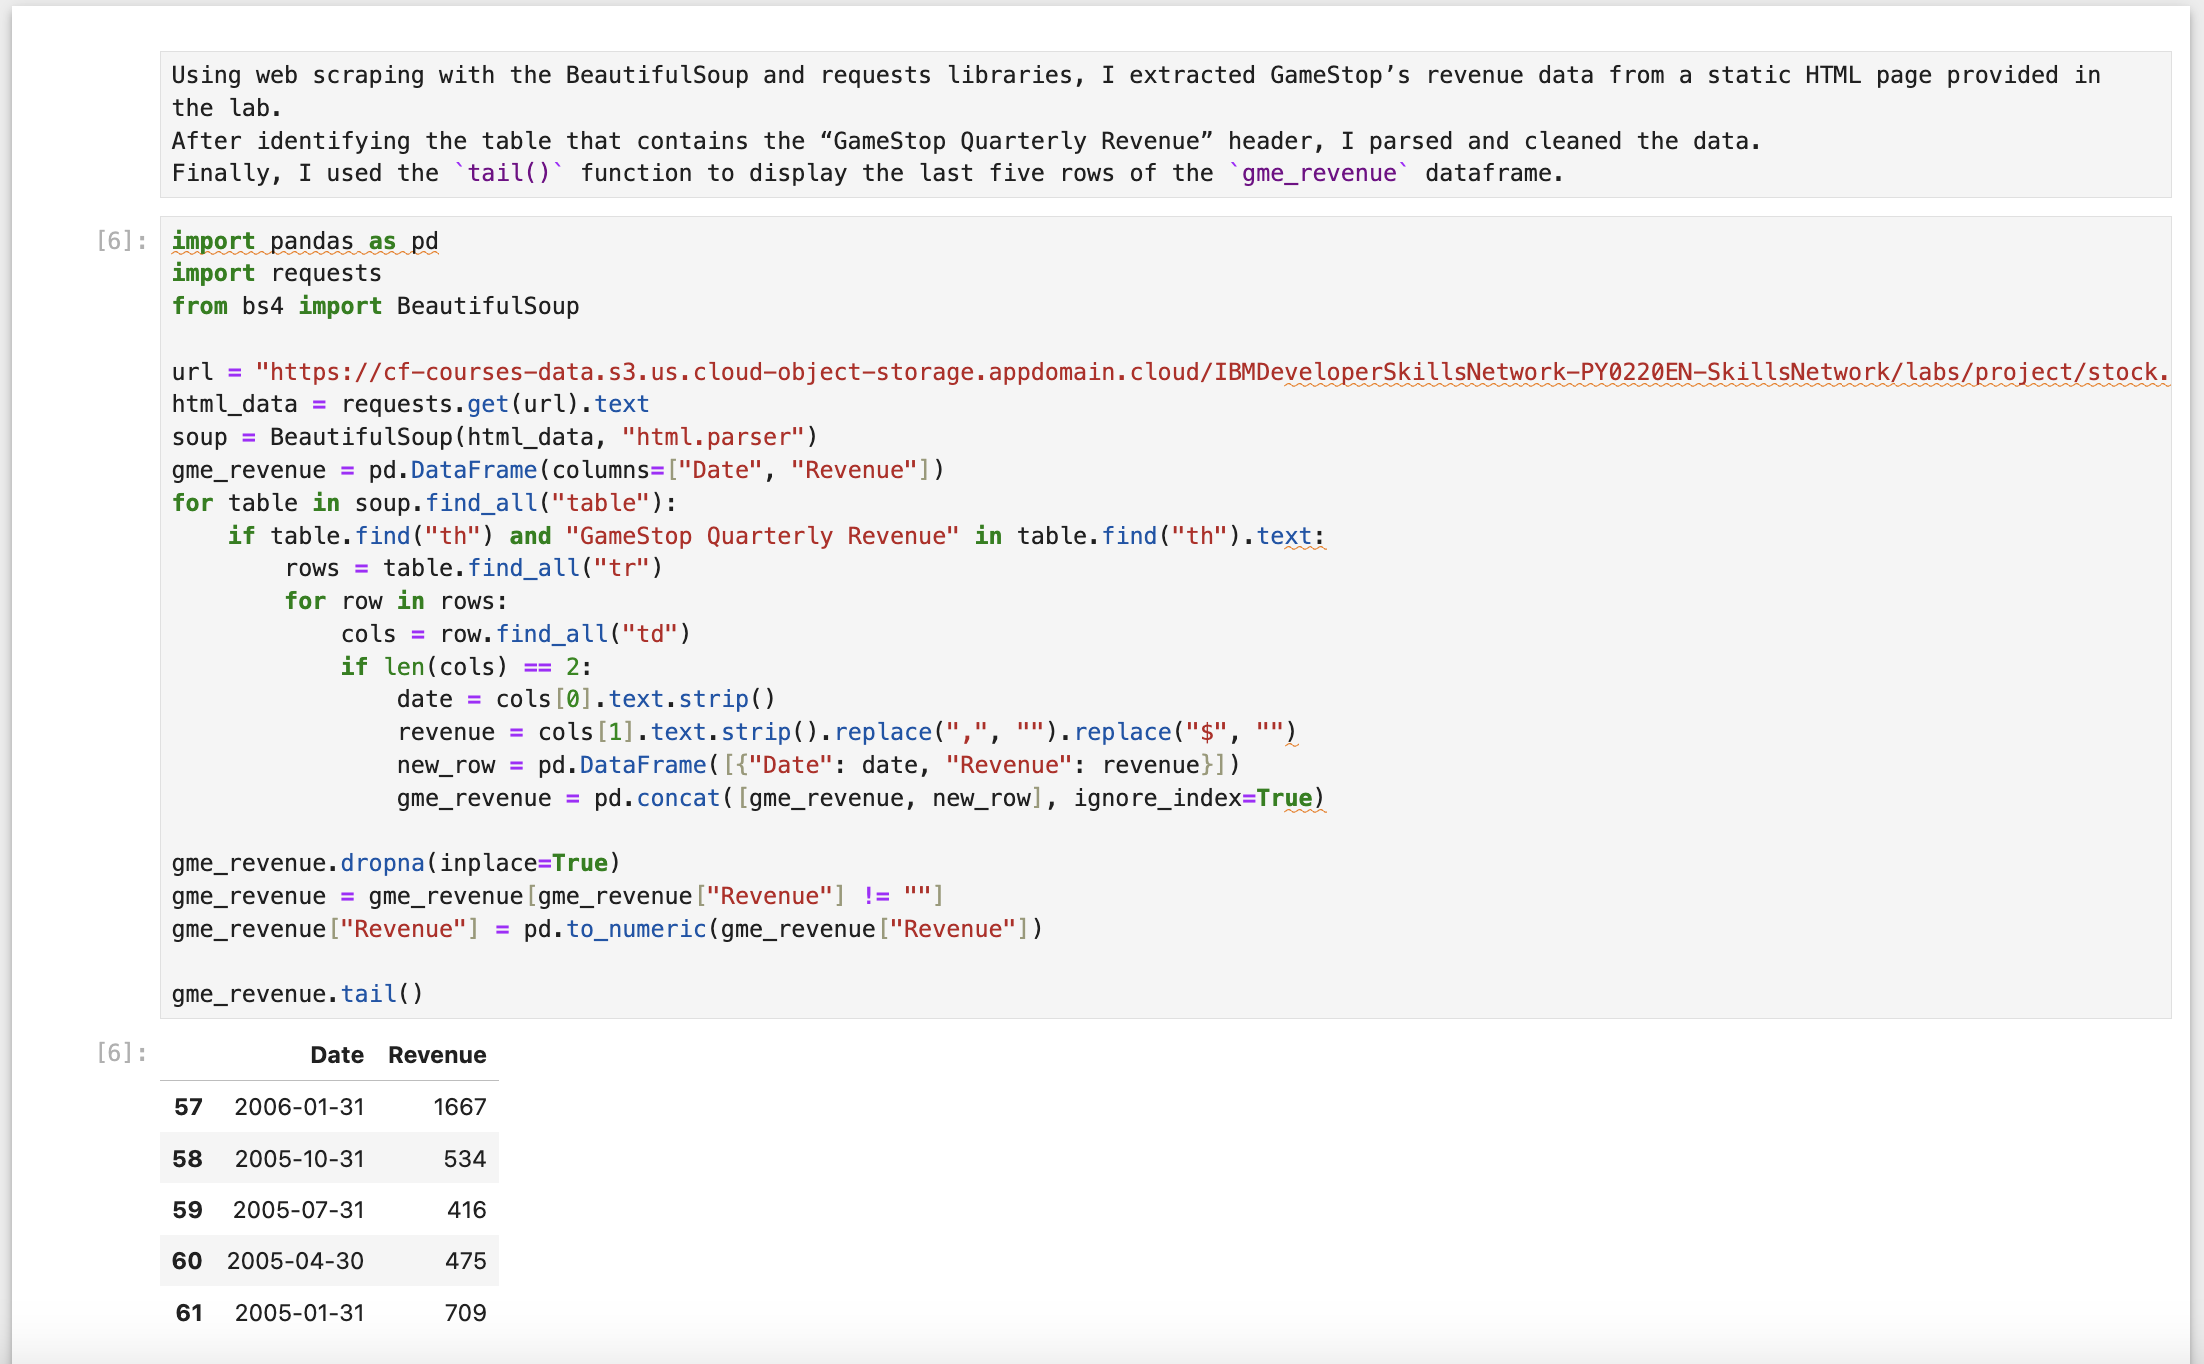 Using web scraping with the BeautifulSoup and requests libraries, I extracted GameStop’s revenue data from a static HTML page provided in
the lab.
After identifying the table that contains the “GameStop Quarterly Revenue” header, I parsed and cleaned the data.
Finally, I used the `tail()` function to display the last five rows of the `gme_revenue` dataframe.
[6]: import pandas as pd
import requests
from bs4 import BeautifulSoup
url = "https://cf-courses-data.s3.us.cloud-object-storage.appdomain.cloud/IBMDeveloperSkillsNetwork-PY0220EN-SkillsNetwork/labs/project/stock.
html_data = requests.get(url).text
soup = BeautifulSoup(html_data, "html.parser")
gme_revenue = pd.DataFrame(columns=["Date", "Revenue"])
for table in soup.find_all("table"):
    if table.find("th") and "GameStop Quarterly Revenue" in table.find("th").text:
        rows = table.find_all("tr")
        for row in rows:
            cols = row.find_all("td")
            if len(cols) == 2:
                date = cols[0].text.strip()
                revenue = cols[1].text.strip().replace(",", "").replace("$", "")
                new_row = pd.DataFrame([{"Date": date, "Revenue": revenue}])
                gme_revenue = pd.concat([gme_revenue, new_row], ignore_index=True)
gme_revenue.dropna(inplace=True)
gme_revenue = gme_revenue[gme_revenue["Revenue"] != ""]
gme_revenue["Revenue"] = pd.to_numeric(gme_revenue["Revenue"])
gme_revenue.tail()
[6]: Date Revenue
57 2006-01-31 1667
58 2005-10-31 534
59 2005-07-31 416
60 2005-04-30 475
61 2005-01-31 709